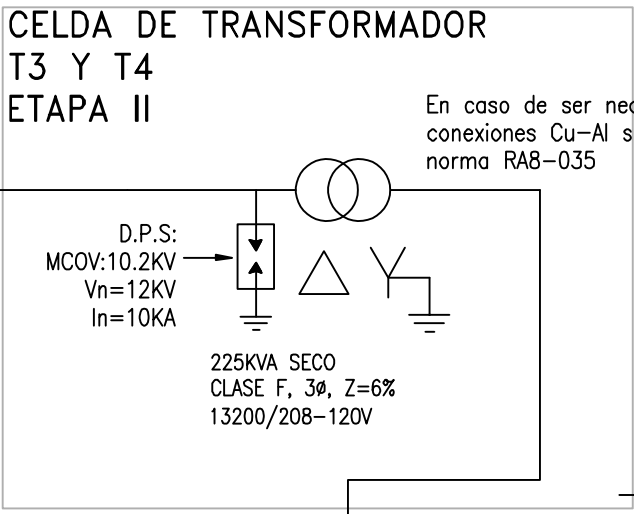 CELDA DE TRANSFORMADOR
T3 Y T4
ETAPA II
En caso de ser
conexiones Cu-Al
norma RA8-035
D.P.S:
MCOV:10.2KV
Vn=12KV
In=10KA
225KVA SECO
CLASE F, 3ø, Z=6%
13200/208-120V